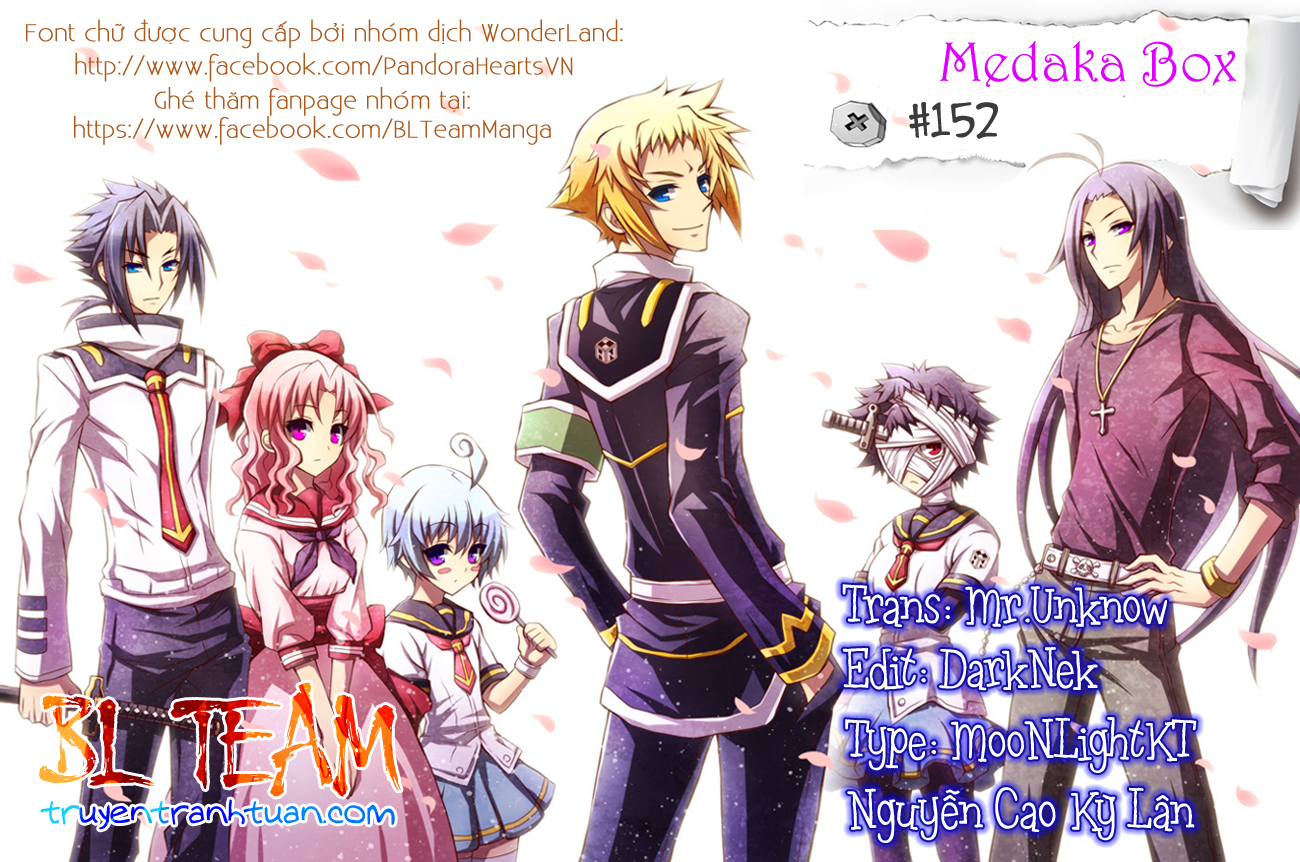 Font chữ được cung cấp bởi nhóm dịch WonderLand:
http://www.facebook.com/PandoraHeartsVN
Ghé thăm fanpage nhóm tại:
https://www.facebook.com/BLTeamManga
Medaka Box
#152
Trans: Mr.Unknow
Edit: DarkNek
Type: MooNLightKT
Nguyễn Cao Kỳ Lân
BL TEAM
truyentranhtuan.com